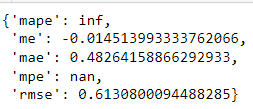 {'mape': inf,
'me': -0.014513993333762066,
'mae': 0.48264158866292933,
'mpe': nan,
'rmse': 0.6130800094488285}